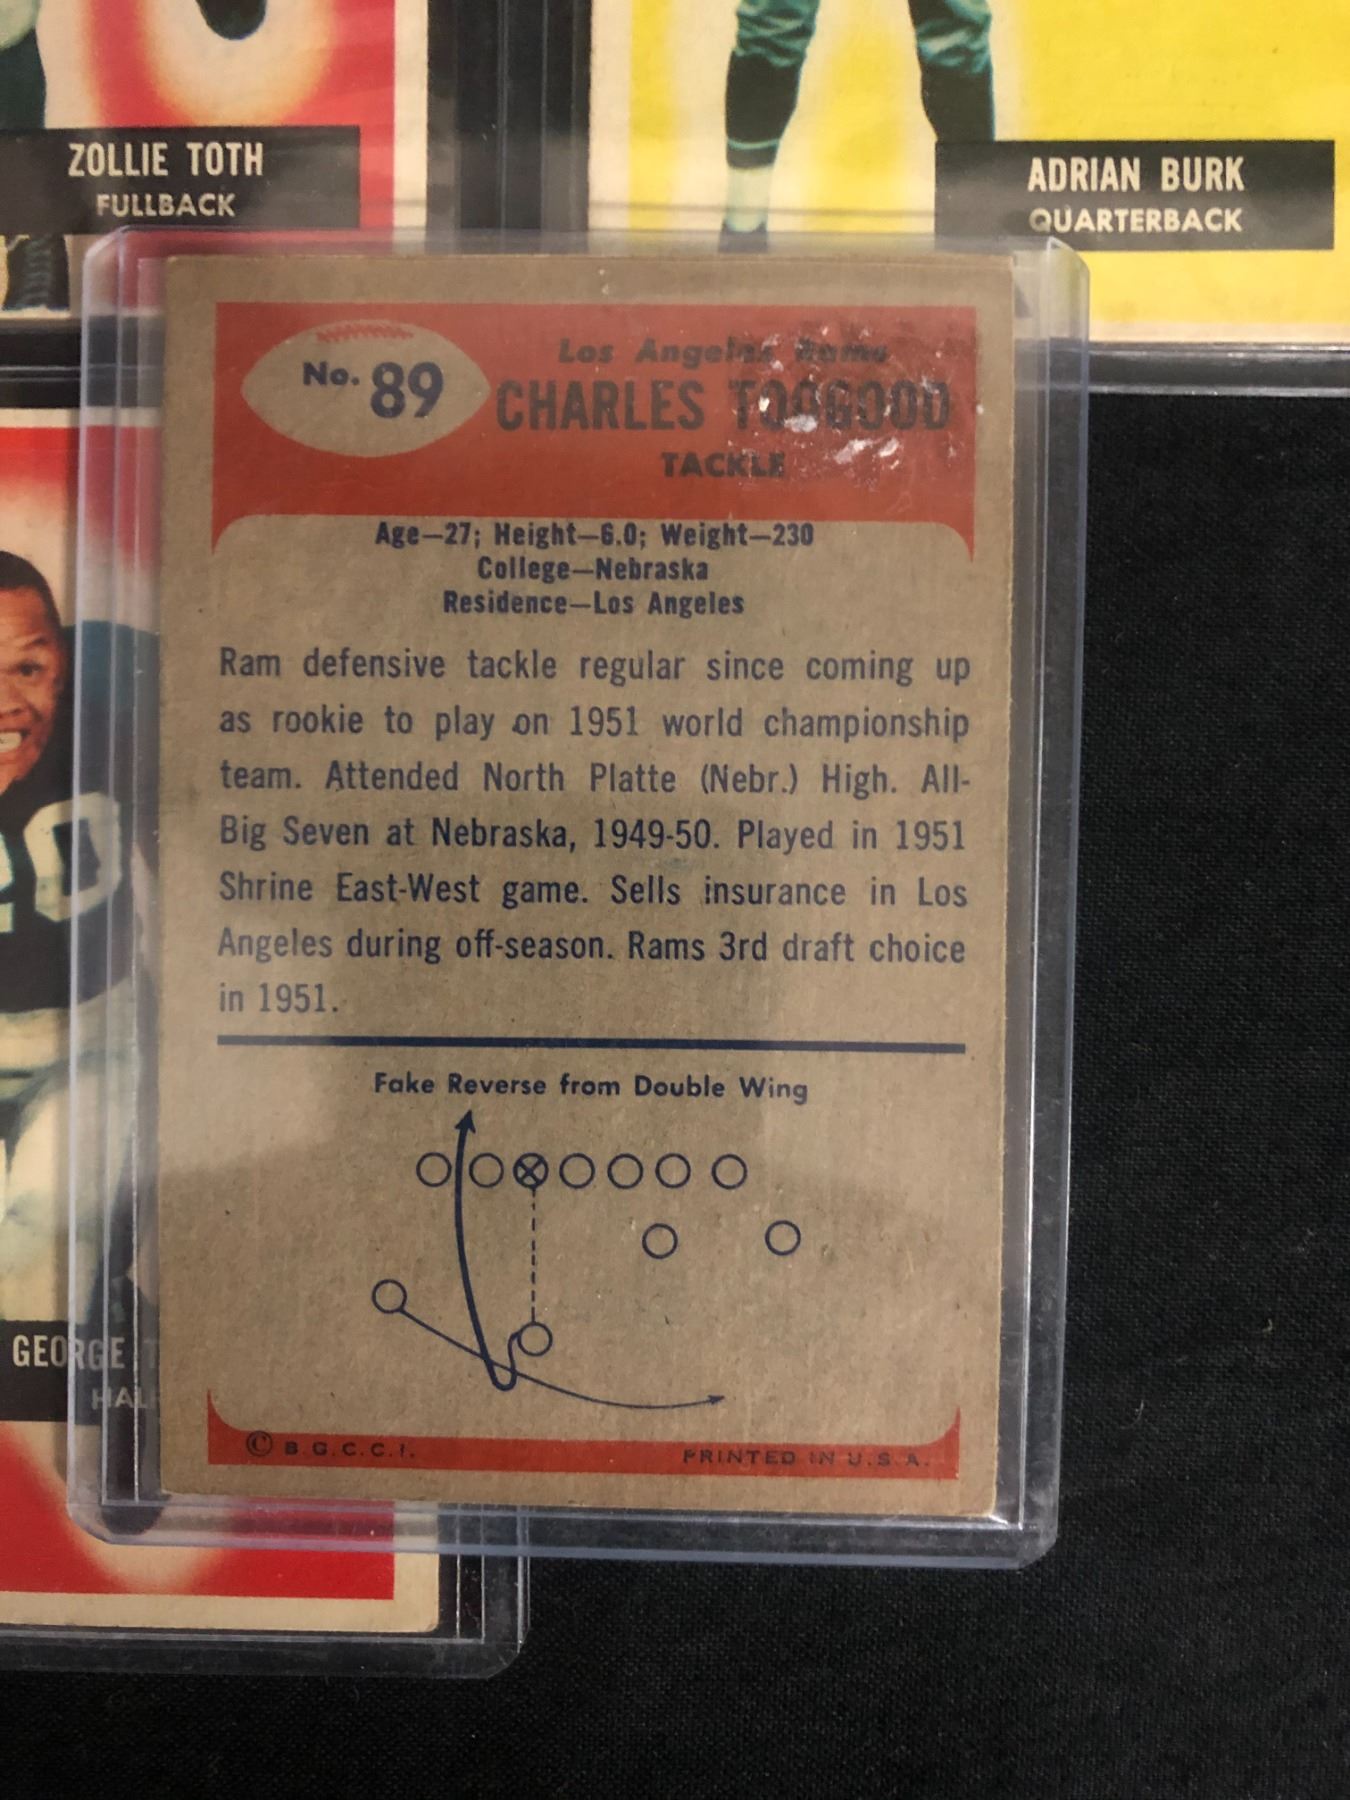 ZOLLIE TOTH
FULLBACK
ADRIAN BURK
QUARTERBACK
No. 89
Los Angeles Rams
CHARLES TOOGOOD
TACKLE
Age—27; Height—6.0; Weight—230
College—Nebraska
Residence—Los Angeles
Ram defensive tackle regular since coming up
as rookie to play on 1951 world championship
team. Attended North Platte (Nebr.) High. All-
Big Seven at Nebraska, 1949-50. Played in 1951
Shrine East-West game. Sells insurance in Los
Angeles during off-season. Rams 3rd draft choice
in 1951.
Fake Reverse from Double Wing
GEORGE T
HAL
© B.G.C.C.I.
PRINTED IN U.S.A.